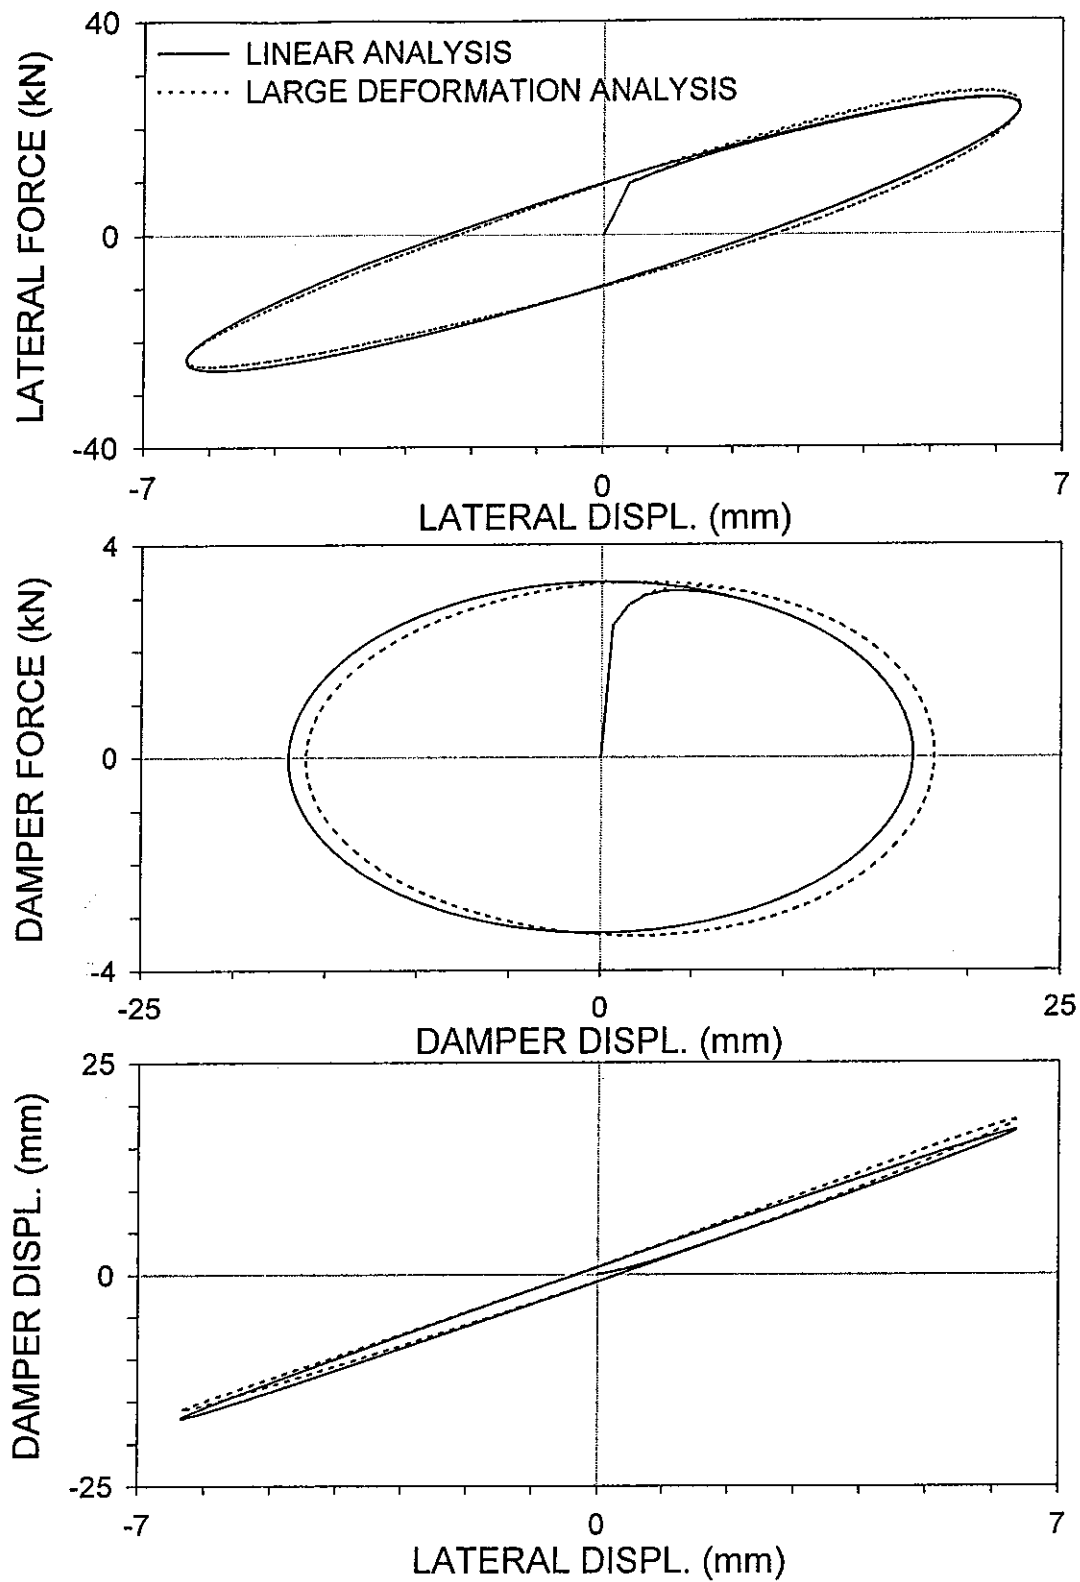 40
LINEAR ANALYSIS
LARGE DEFORMATION ANALYSIS
LATERAL FORCE (kN)
0
-40
-7
0
7
LATERAL DISPL. (mm)
4
DAMPER FORCE (kN)
0
-4
-25
0
25
DAMPER DISPL. (mm)
25
DAMPER DISPL. (mm)
0
-25
-7
0
7
LATERAL DISPL. (mm)